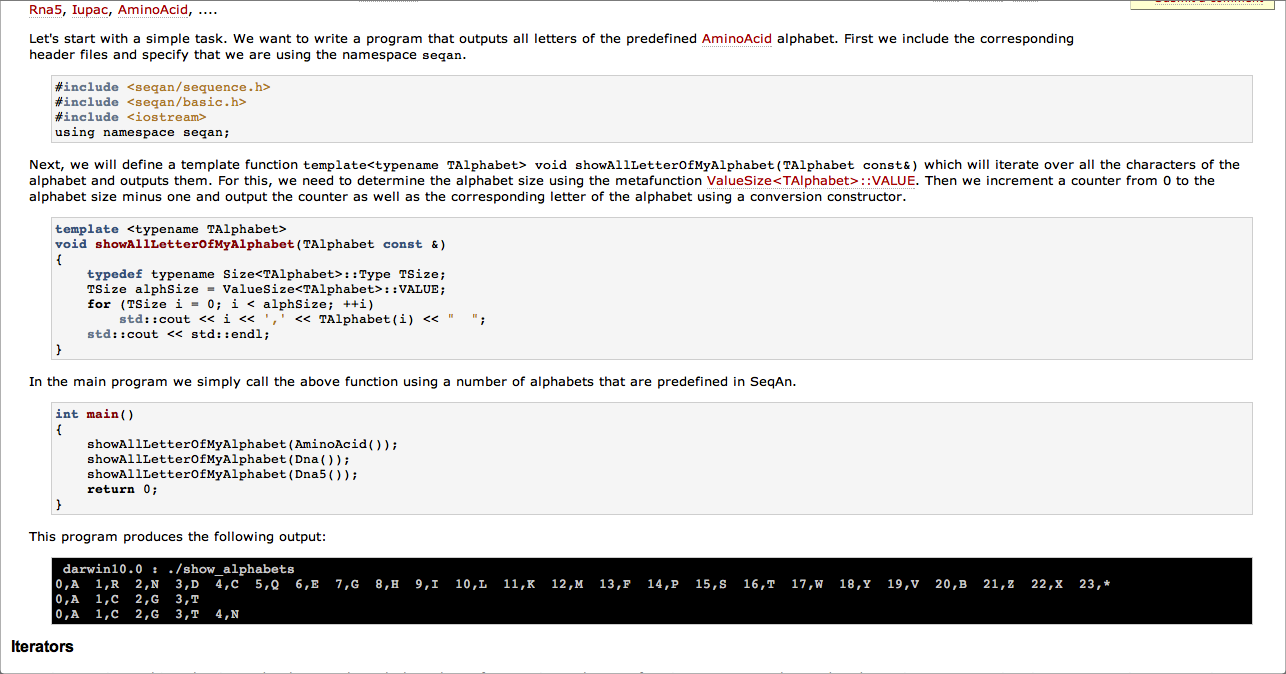 Rna5, Iupac, AminoAcid, ....
Let's start with a simple task. We want to write a program that outputs all letters of the predefined AminoAcid alphabet. First we include the corresponding
header files and specify that we are using the namespace seqan.
#include <seqan/sequence.h>
#include <seqan/basic.h>
#include <iostream>
using namespace seqan;
Next, we will define a template function template<typename TAlphabet> void showAllLetterOfMyAlphabet(TAlphabet const&) which will iterate over all the characters of the
alphabet and outputs them. For this, we need to determine the alphabet size using the metafunction ValueSize<TAlphabet>::VALUE. Then we increment a counter from 0 to the
alphabet size minus one and output the counter as well as the corresponding letter of the alphabet using a conversion constructor.
template <typename TAlphabet>
void showAllLetterOfMyAlphabet(TAlphabet const &)
{
    typedef typename Size<TAlphabet>::Type TSize;
    TSize alphSize = ValueSize<TAlphabet>::VALUE;
    for (TSize i = 0; i < alphSize; ++i)
        std::cout << i << ',' << TAlphabet(i) << "  ";
    std::cout << std::endl;
}
In the main program we simply call the above function using a number of alphabets that are predefined in SeqAn.
int main()
{
    showAllLetterOfMyAlphabet(AminoAcid());
    showAllLetterOfMyAlphabet(Dna());
    showAllLetterOfMyAlphabet(Dna5());
    return 0;
}
This program produces the following output:
darwin10.0 : ./show_alphabets
0,A  1,R  2,N  3,D  4,C  5,Q  6,E  7,G  8,H  9,I  10,L  11,K  12,M  13,F  14,P  15,S  16,T  17,W  18,Y  19,V  20,B  21,Z  22,X  23,*
0,A  1,C  2,G  3,T
0,A  1,C  2,G  3,T  4,N
Iterators